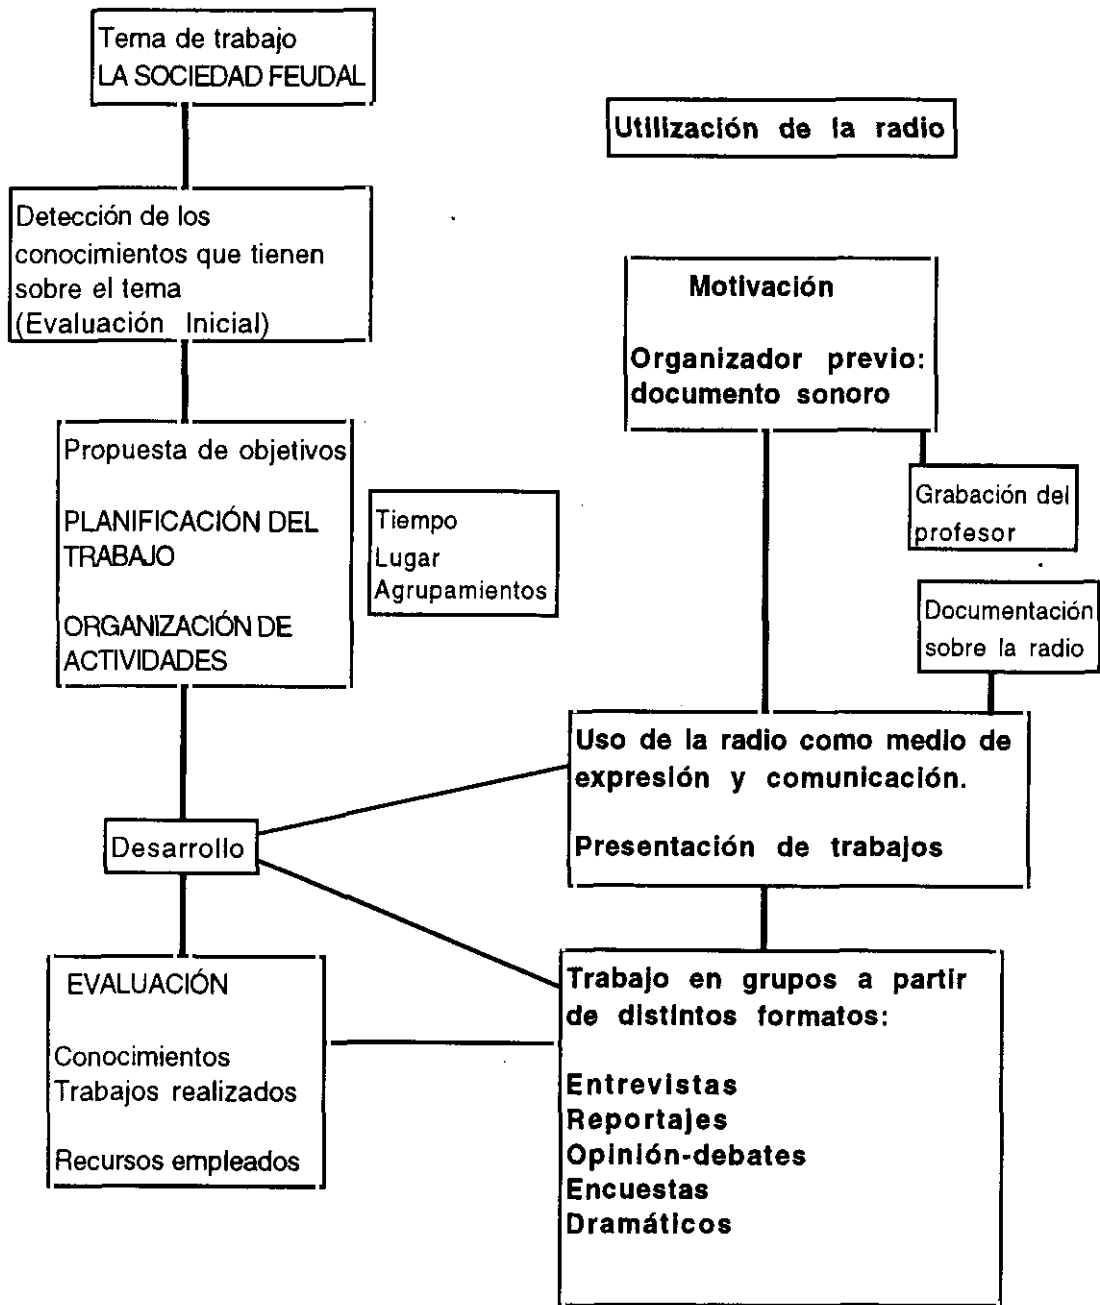 Tema de trabajo
LA SOCIEDAD FEUDAL
Utilización de la radio
Detección de los
conocimientos que tienen
sobre el tema
(Evaluación Inicial)
Motivación
Organizador previo:
documento sonoro
Propuesta de objetivos
PLANIFICACIÓN DEL
TRABAJO
ORGANIZACIÓN DE
ACTIVIDADES
Tiempo
Lugar
Agrupamientos
Grabación del
profesor
Documentación
sobre la radio
Uso de la radio como medio de
expresión y comunicación.
Presentación de trabajos
Desarrollo
EVALUACIÓN
Conocimientos
Trabajos realizados
Recursos empleados
Trabajo en grupos a partir
de distintos formatos:
Entrevistas
Reportajes
Opinión-debates
Encuestas
Dramáticos